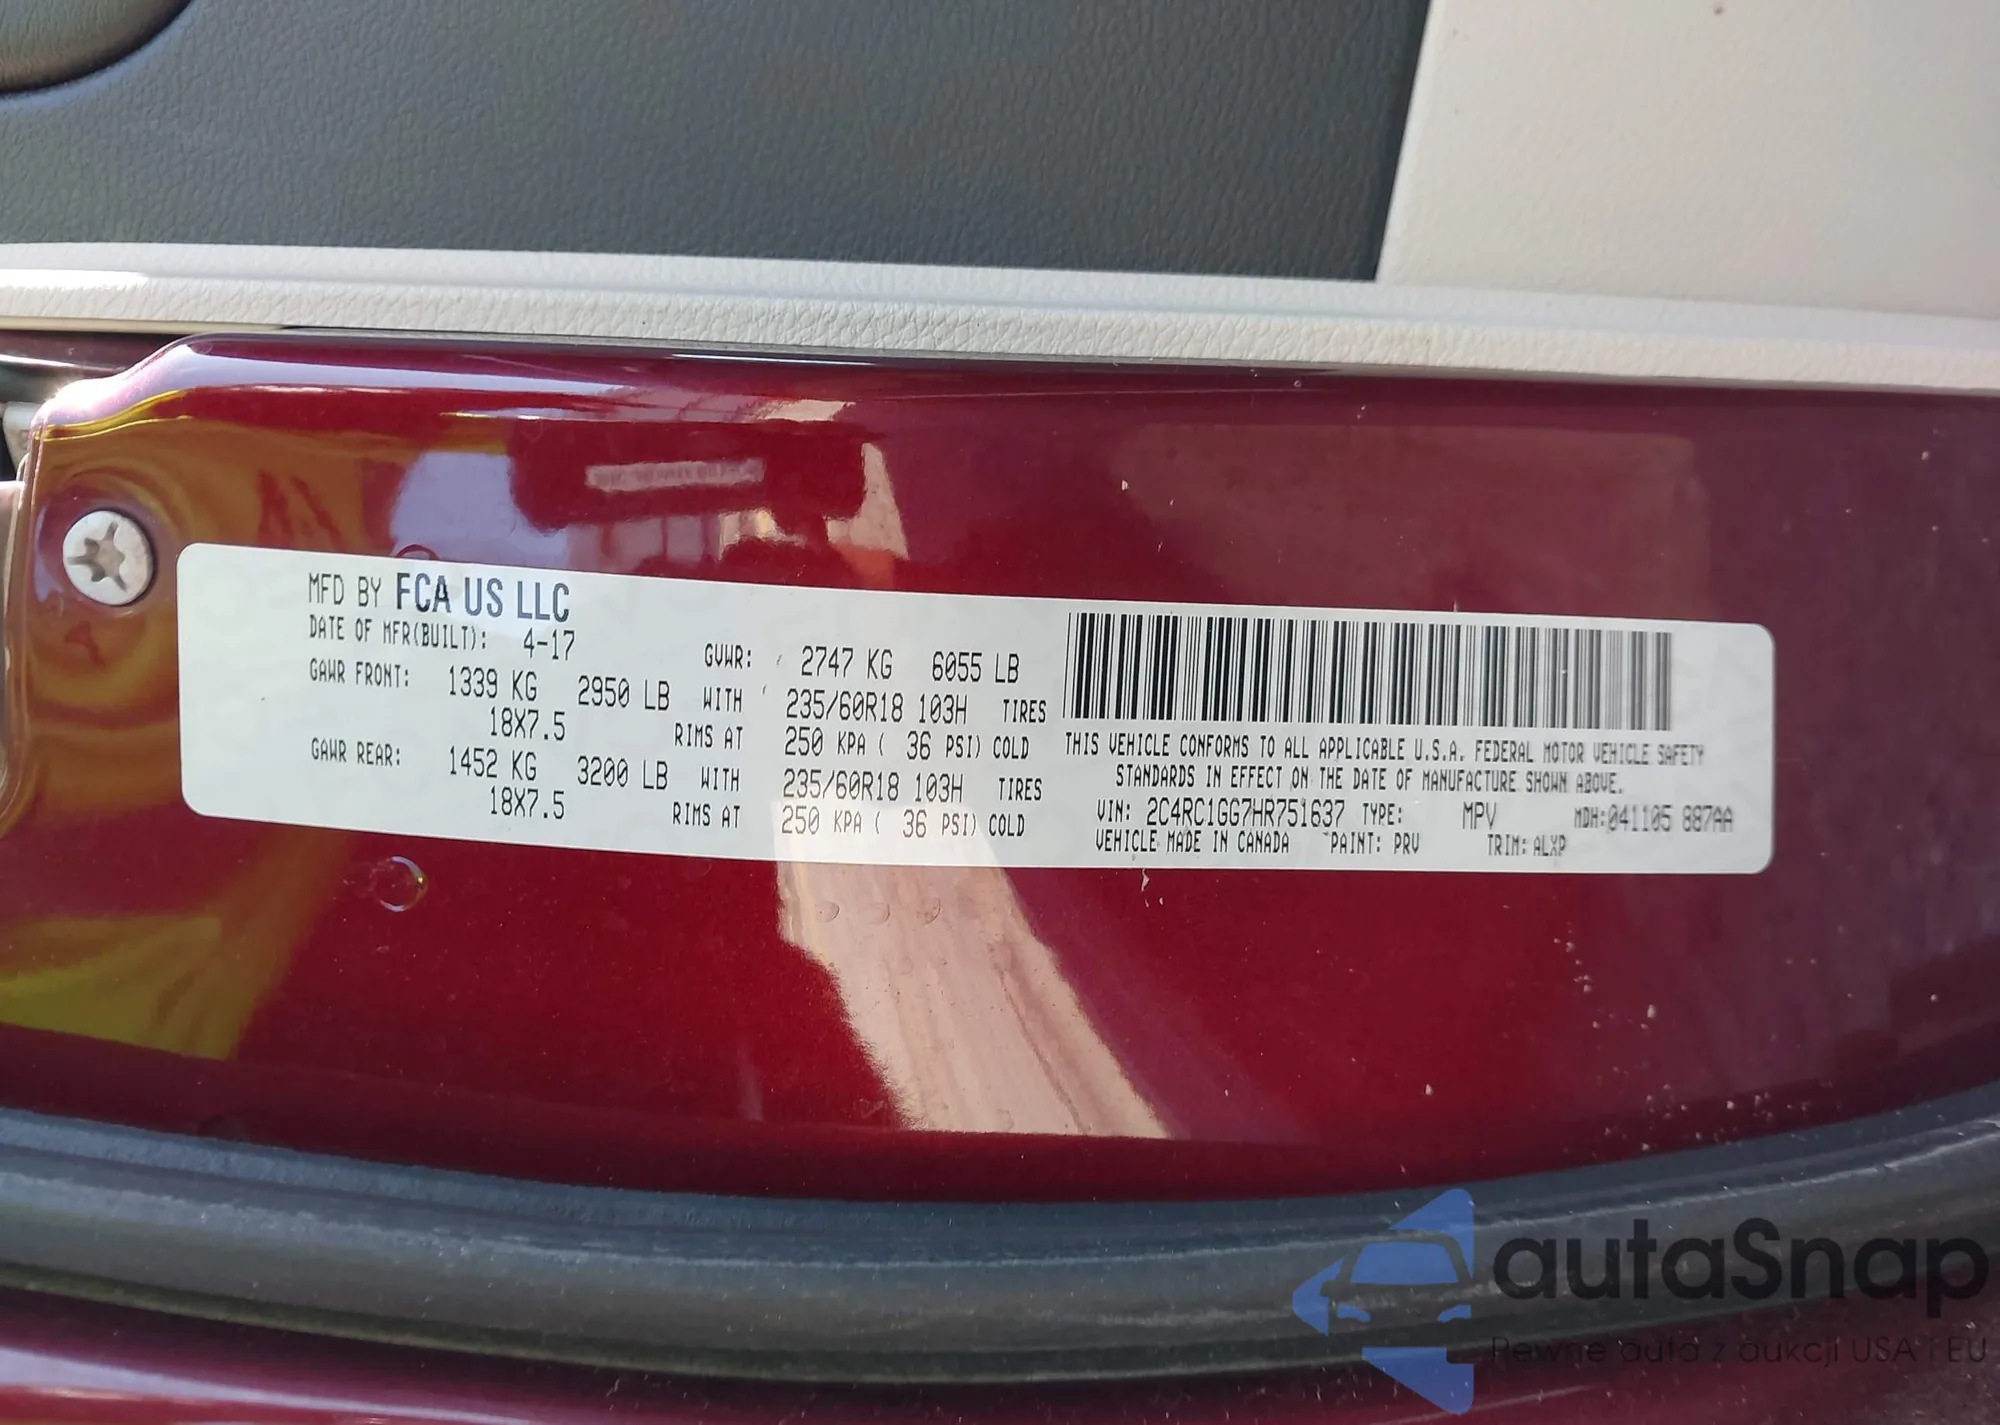 MFD BY FCA US LLC
DATE OF MFR(BUILT): 4-17 GVWR: 2747 KG 6055 LB
GAWR FRONT: 1339 KG 2950 LB WITH 235/60R18 103H TIRES
18X7.5 RIMS AT 250 KPA ( 36 PSI) COLD
GAWR REAR: 1452 KG 3200 LB WITH 235/60R18 103H TIRES
18X7.5 RIMS AT 250 KPA ( 36 PSI) COLD
THIS VEHICLE CONFORMS TO ALL APPLICABLE U.S.A. FEDERAL MOTOR VEHICLE SAFETY
STANDARDS IN EFFECT ON THE DATE OF MANUFACTURE SHOWN ABOVE.
VIN: 2C4RC1GG7HR751637 TYPE: MPV MDH:041105 887AA
VEHICLE MADE IN CANADA PAINT: PRV TRIM: ALXP
autaSnap
Pewne auta z aukcji USA i EU